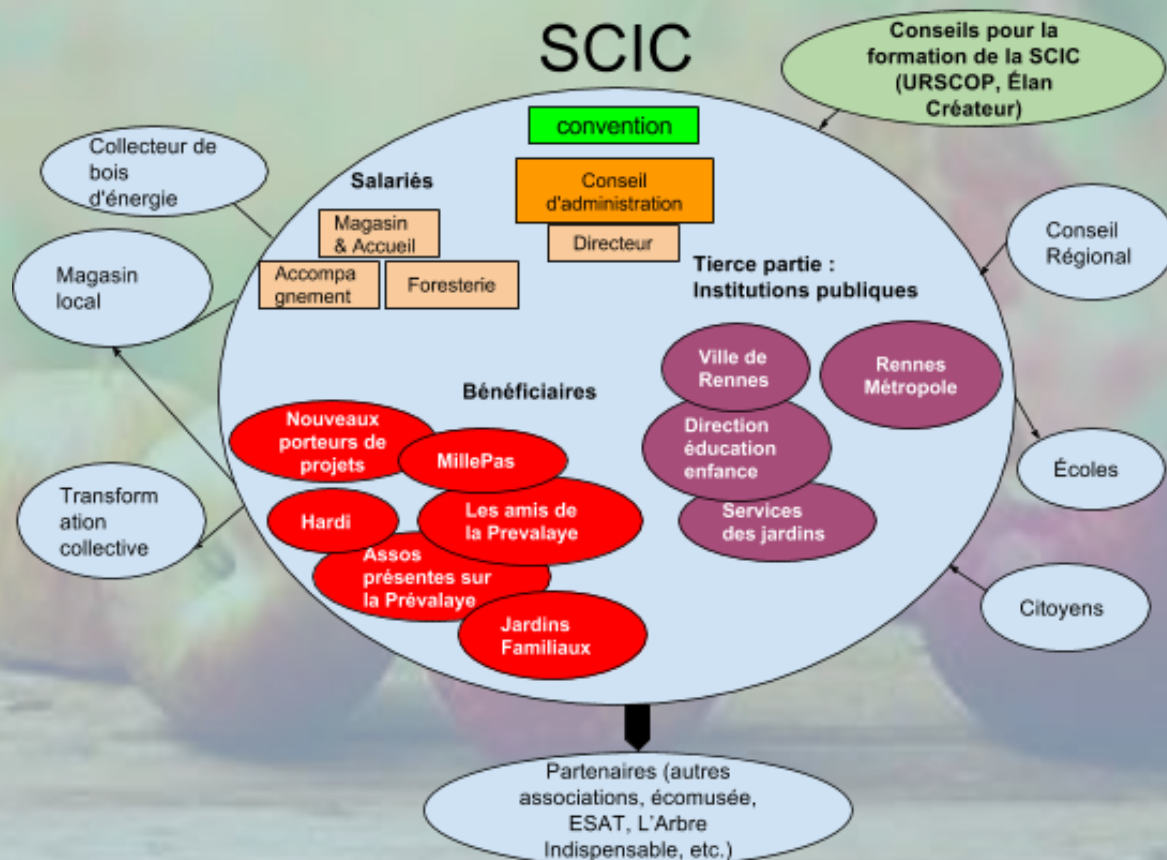 SCIC
Conseils pour la
formation de la SCIC
(URSCOP, Élan
Créateur)
convention
Collecteur de
bois
d'énergie
Salariés
Conseil
d'administration
Magasin
& Accueil
Directeur
Accompa
gnement
Foresterie
Magasin
local
Conseil
Régional
Tierce partie :
Institutions publiques
Ville de
Rennes
Rennes
Métropole
Bénéficiaires
Nouveaux
porteurs de
projets
MillePas
Direction
éducation
enfance
Écoles
Transform
ation
collective
Hardi
Les amis de
la Prevalaye
Services
des jardins
Assos
présentes sur
la Prévalaye
Jardins
Familiaux
Citoyens
Partenaires (autres
associations, écomusée,
ESAT, L'Arbre
Indispensable, etc.)